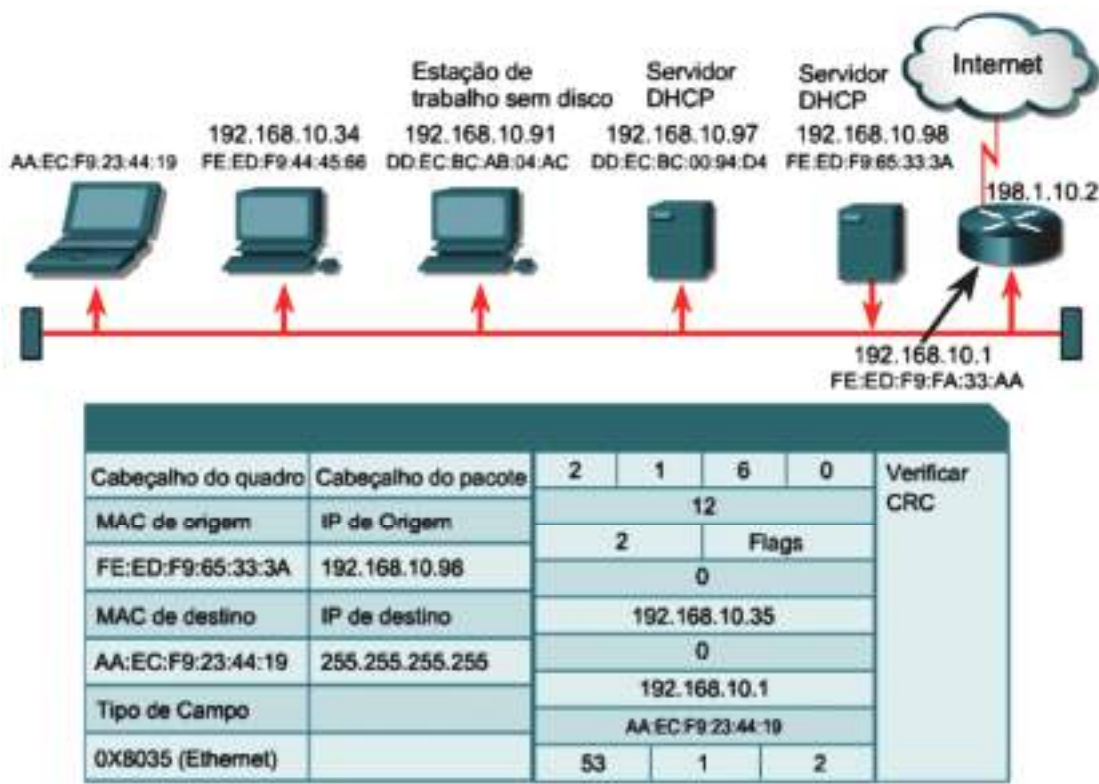 Internet
Estação de
trabalho sem disco
Servidor
DHCP
Servidor
DHCP
192.168.10.34
192.168.10.91
192.168.10.97
192.168.10.98
AA:EC:F9:23:44:19
FE:ED:F9:44:45:66
DD:EC:BC:AB:04:AC
DD:EC:BC:00:94:D4
FE:ED:F9:65:33:3A
198.1.10.2
192.168.10.1
FE:ED:F9:FA:33:AA
Cabeçalho do quadro
Cabeçalho do pacote
2 1 6 0
Verificar
CRC
12
MAC de origem
IP de Origem
2 Flags
FE:ED:F9:65:33:3A
192.168.10.98
0
MAC de destino
IP de destino
192.168.10.35
0
AA:EC:F9:23:44:19
255.255.255.255
192.168.10.1
Tipo de Campo
AA:EC:F9:23:44:19
0X8035 (Ethernet)
53 1 2